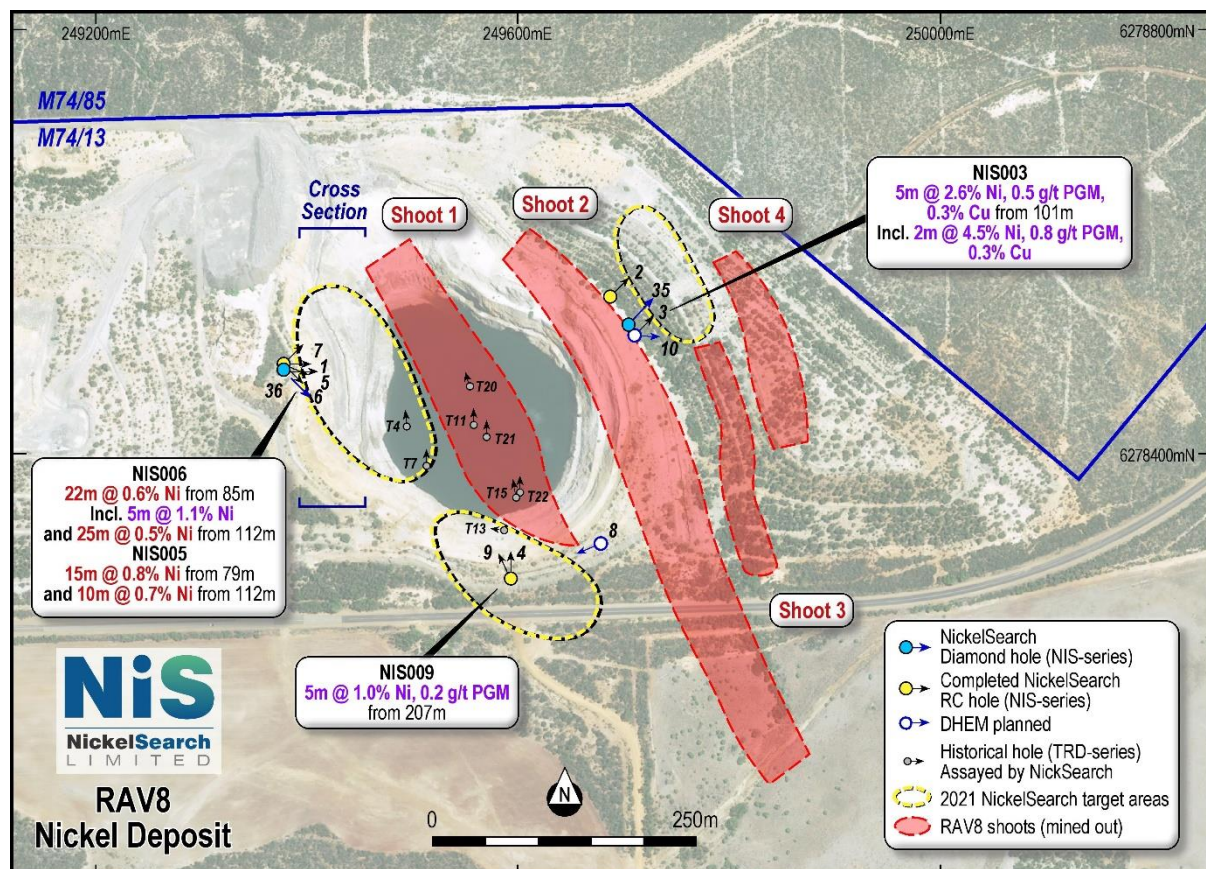 249200mE
249600mE
250000mE
6278800mN
M74/85
M74/13
Cross
Section
Shoot 1
Shoot 2
Shoot 4
NIS003
5m @ 2.6% Ni, 0.5 g/t PGM,
0.3% Cu from 101m
Incl. 2m @ 4.5% Ni, 0.8 g/t PGM,
0.3% Cu
2
35
3
10
7
1
5
36
6
T20
T4
T11
T21
T7
6278400mN
T15
T22
NIS006
22m @ 0.6% Ni from 85m
Incl. 5m @ 1.1% Ni
and 25m @ 0.5% Ni from 112m
NIS005
15m @ 0.8% Ni from 79m
and 10m @ 0.7% Ni from 112m
T13
8
9
4
Shoot 3
NIS009
5m @ 1.0% Ni, 0.2 g/t PGM
from 207m
NiS
NickelSearch
LIMITED
RAV8
Nickel Deposit
N
0
250m
NickelSearch
Diamond hole (NIS-series)
Completed NickelSearch
RC hole (NIS-series)
DHEM planned
Historical hole (TRD-series)
Assayed by NickSearch
2021 NickelSearch target areas
RAV8 shoots (mined out)